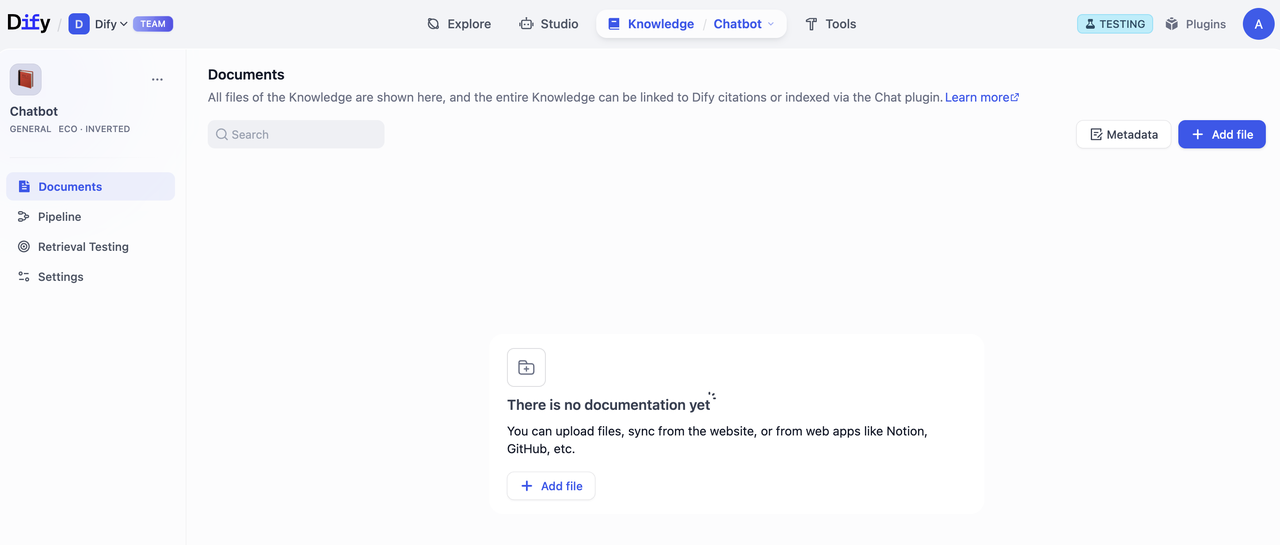 Dify / D Dify TEAM
Explore
Studio
Knowledge / Chatbot
Tools
TESTING
Plugins
A
Chatbot
GENERAL ECO · INVERTED
Documents
Pipeline
Retrieval Testing
Settings
Documents
All files of the Knowledge are shown here, and the entire Knowledge can be linked to Dify citations or indexed via the Chat plugin. Learn more
Search
Metadata
+ Add file
There is no documentation yet
You can upload files, sync from the website, or from web apps like Notion,
GitHub, etc.
+ Add file